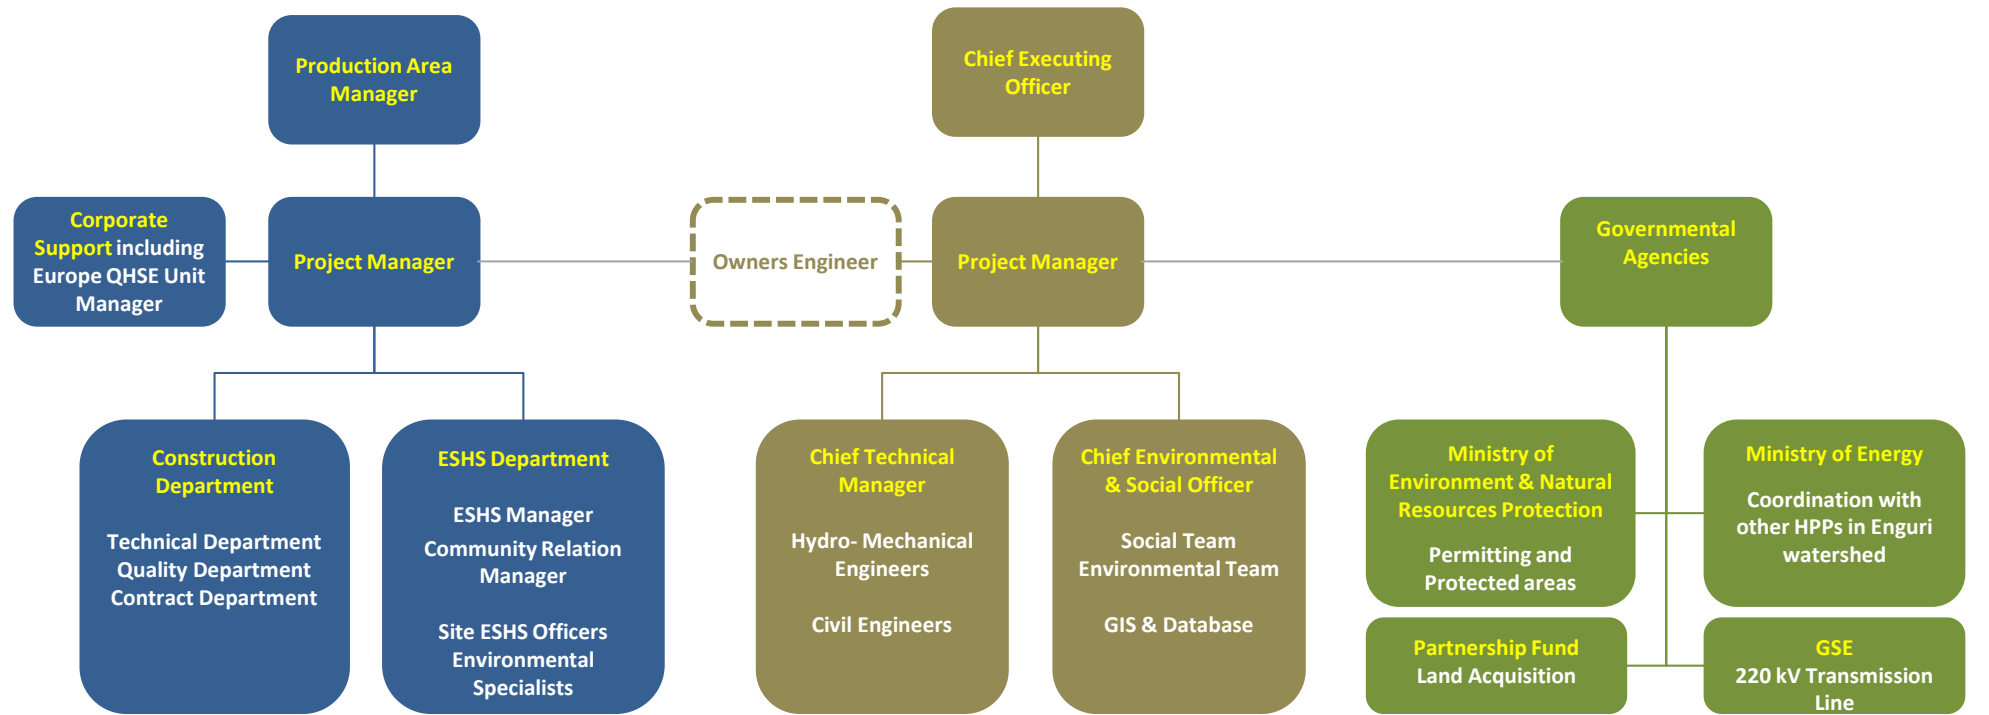 Production Area
Manager
Chief Executing
Officer
Corporate
Support including
Europe QHSE Unit
Manager
Project Manager
Owners Engineer
Project Manager
Governmental
Agencies
Construction
Department
Technical Department
Quality Department
Contract Department
ESHS Department
ESHS Manager
Community Relation
Manager
Site ESHS Officers
Environmental
Specialists
Chief Technical
Manager
Hydro- Mechanical
Engineers
Civil Engineers
Chief Environmental
& Social Officer
Social Team
Environmental Team
GIS & Database
Ministry of
Environment & Natural
Resources Protection
Permitting and
Protected areas
Ministry of Energy
Coordination with
other HPPs in Enguri
watershed
Partnership Fund
Land Acquisition
GSE
220 kV Transmission
Line